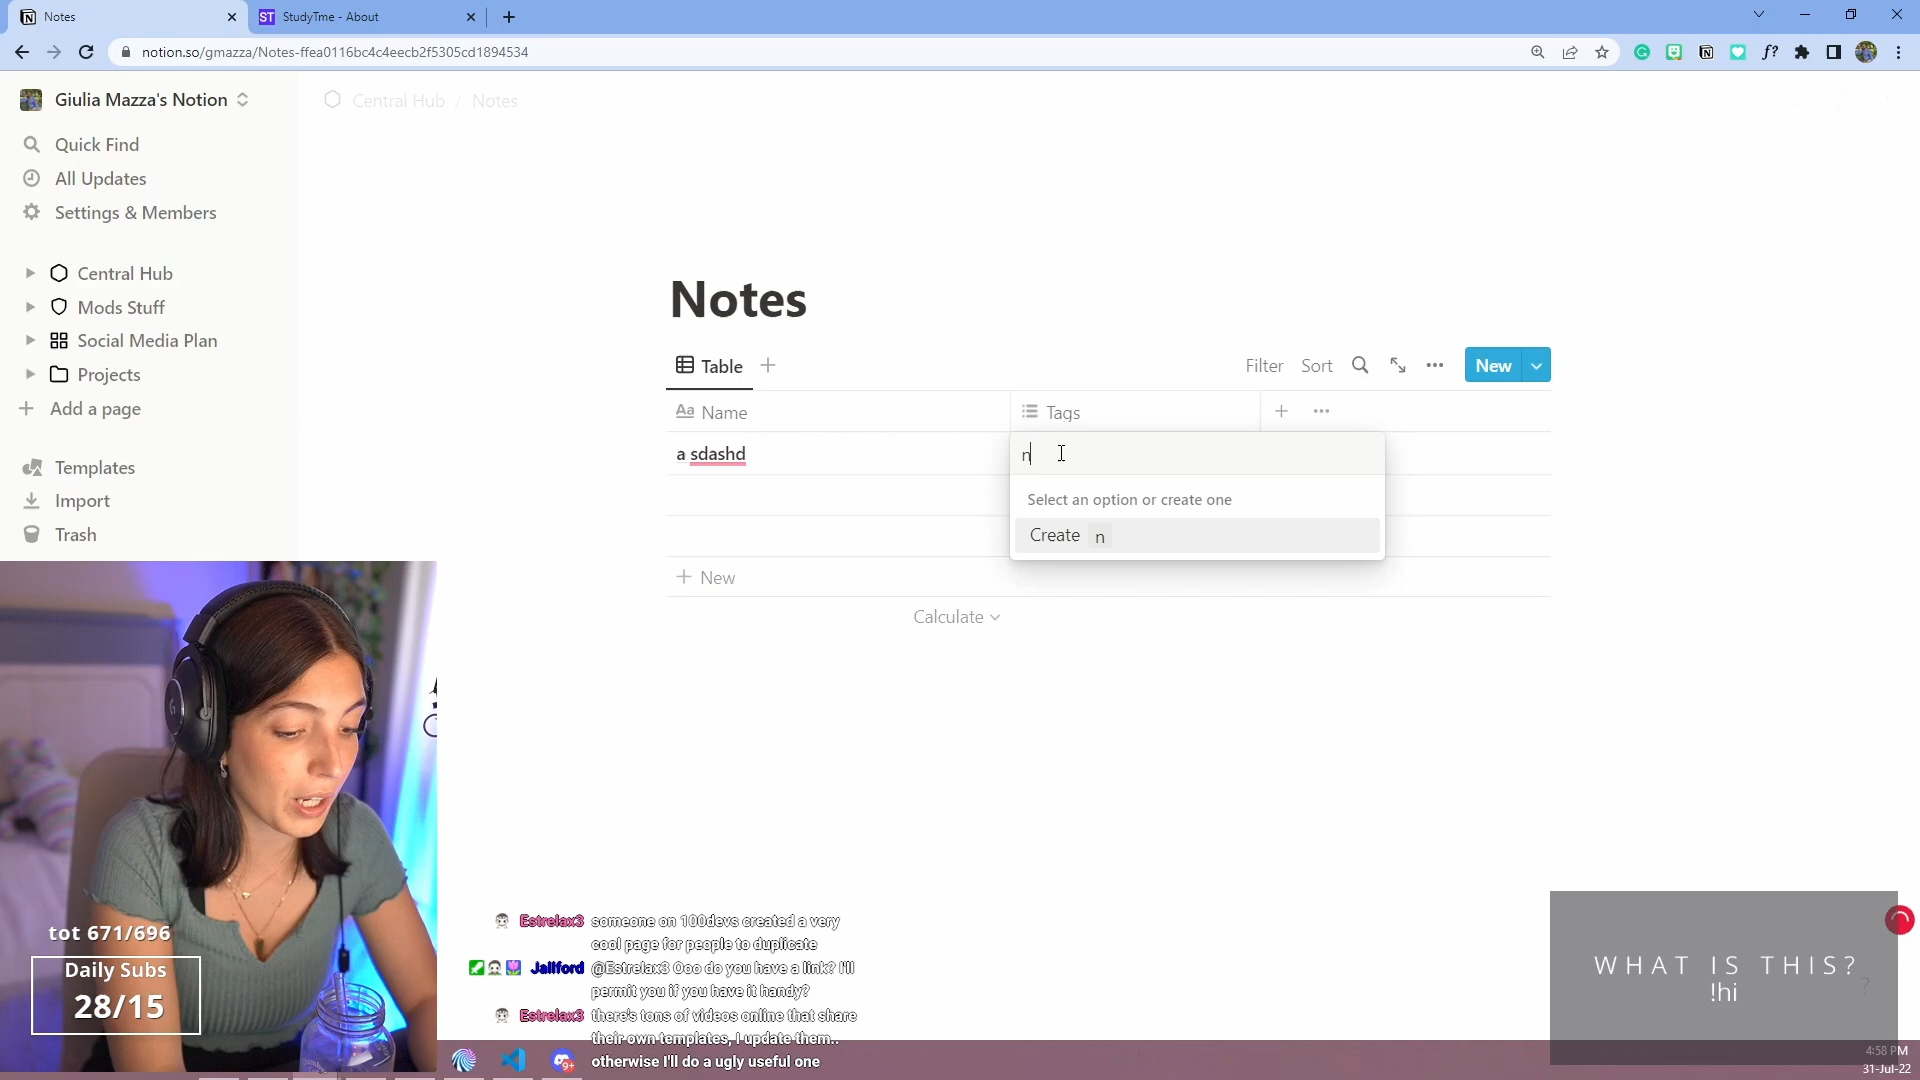 Notes
ST StudyTme - About
notion.so/gmazza/Notes-ffea0116bc4c4eecb2f5305cd1894534
f?
Giulia Mazza's Notion
Central Hub / Notes
Quick Find
All Updates
Settings & Members
Central Hub
Mods Stuff
Social Media Plan
Projects
Add a page
Templates
Import
Trash
Notes
Table
Filter Sort New
Aa Name Tags
a sdashd
n
Select an option or create one
Create n
New
Calculate
tot 671/696
Daily Subs
28/15
Estrelax3 someone on 100devs created a very
cool page for people to duplicate
Jallford @Estrelax3 Ooo do you have a link? I'll
permit you if you have it handy?
Estrelax3 there's tons of videos online that share
their own templates, I update them..
otherwise I'll do a ugly useful one
WHAT IS THIS?
!hi
?
9+
4:58 PM
31-Jul-22